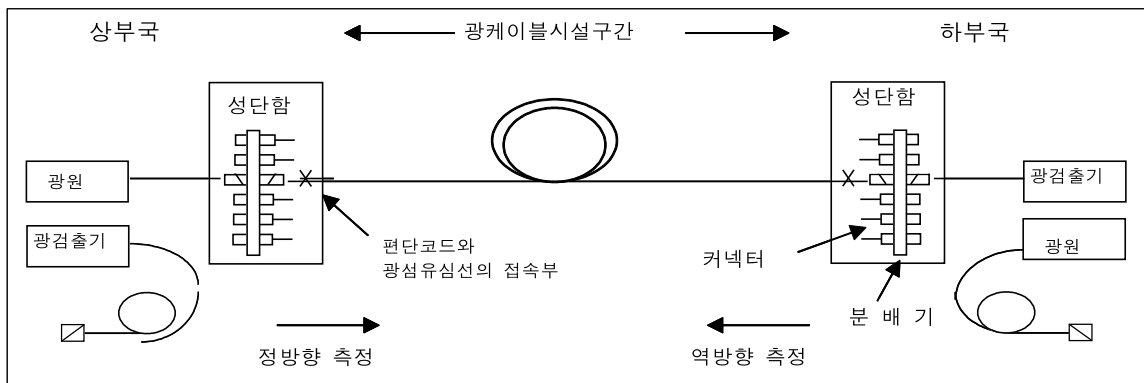 상부국
광케이블시설구간
하부국
성단함
성단함
광원
광검출기
광검출기
광원
편단코드와
광섬유심선의 접속부
커넥터
분 배 기
정방향 측정
역방향 측정